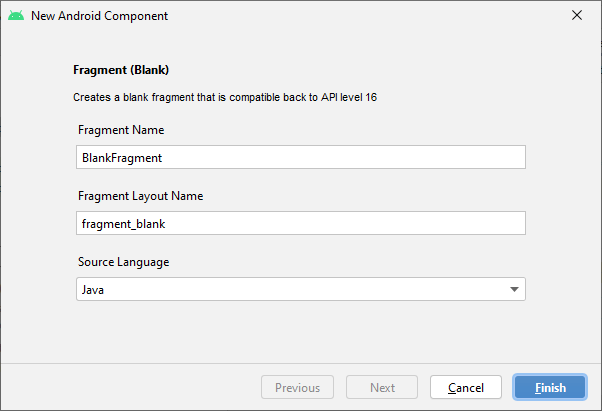 New Android Component
Fragment (Blank)
Creates a blank fragment that is compatible back to API level 16
Fragment Name
BlankFragment
Fragment Layout Name
fragment_blank
Source Language
Java
Previous
Next
Cancel
Finish